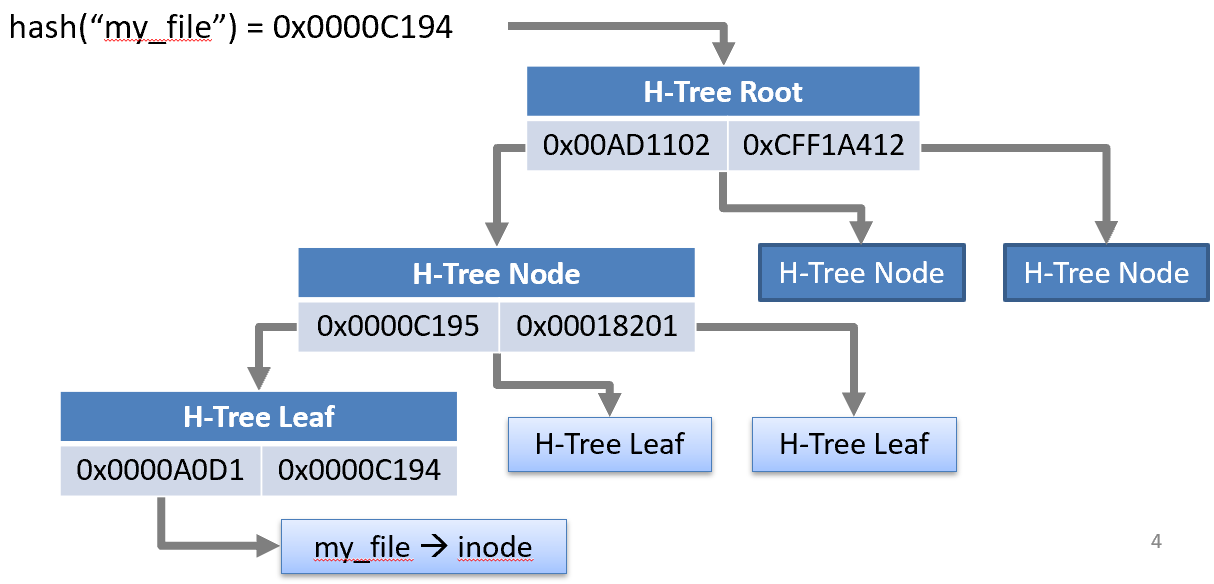 hash(“my_file”) = 0x0000C194
H-Tree Root
0x00AD1102 0xCFF1A412
H-Tree Node
0x0000C195 0x00018201
H-Tree Node
H-Tree Node
H-Tree Leaf
0x0000A0D1 0x0000C194
H-Tree Leaf
H-Tree Leaf
my_file → inode
4